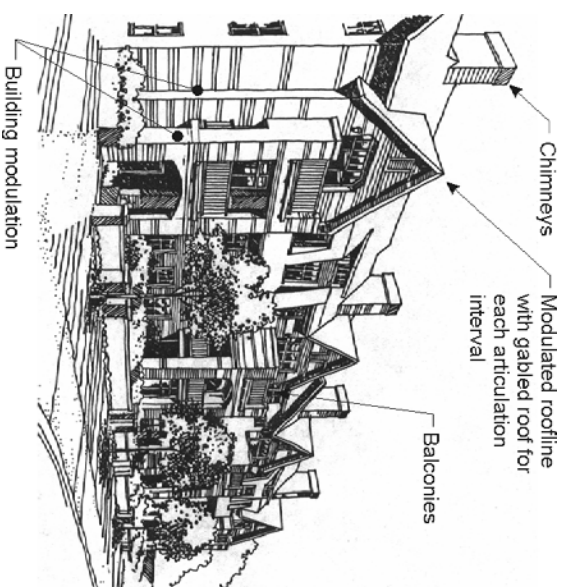 Chimneys
Modulated roofline
with gabled roof for
each articulation
interval
Balconies
Building modulation